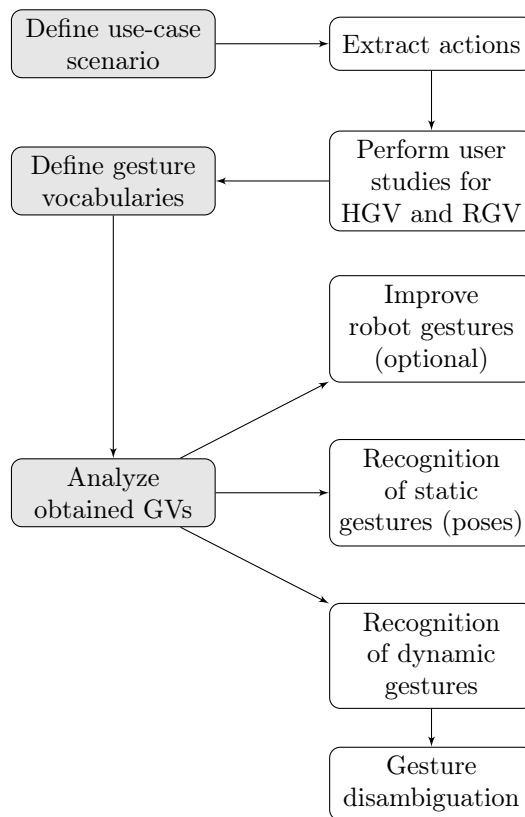 Define use-case
scenario
Extract actions
Perform user
studies for
HGV and RGV
Define gesture
vocabularies
Improve
robot gestures
(optional)
Analyze
obtained GVs
Recognition
of static
gestures (poses)
Recognition
of dynamic
gestures
Gesture
disambiguation